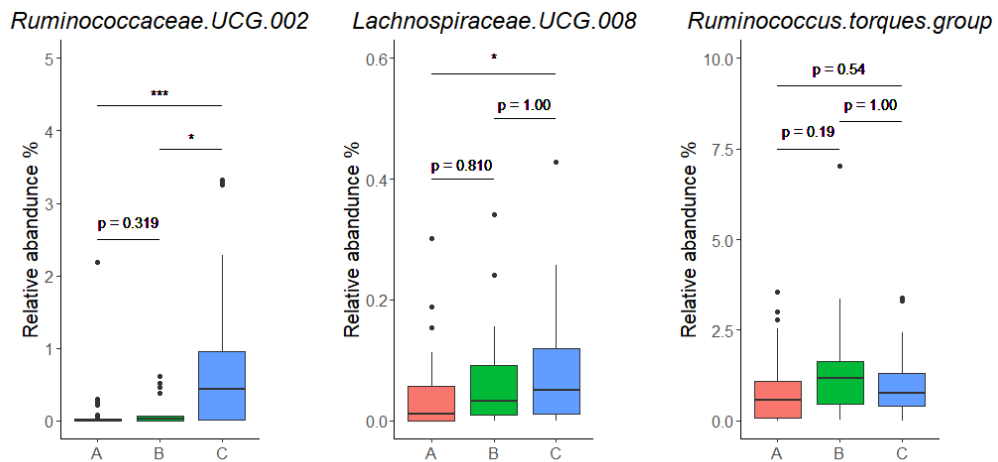 Ruminococcaceae.UCG.002
Relative abandunce %
5
4
3
2
1
0
***
*
p = 0.319
A B C
Lachnospiraceae.UCG.008
Relative abandunce %
0.6
0.4
0.2
0.0
*
p = 1.00
p = 0.810
A B C
Ruminococcus.torques.group
Relative abandunce %
10.0
7.5
5.0
2.5
0.0
p = 0.54
p = 1.00
p = 0.19
A B C